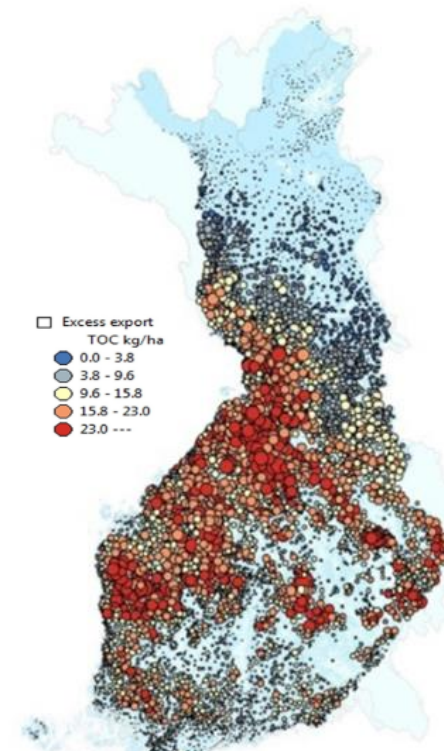 Excess export
TOC kg/ha
0.0 - 3.8
3.8 - 9.6
9.6 - 15.8
15.8 - 23.0
23.0 ---